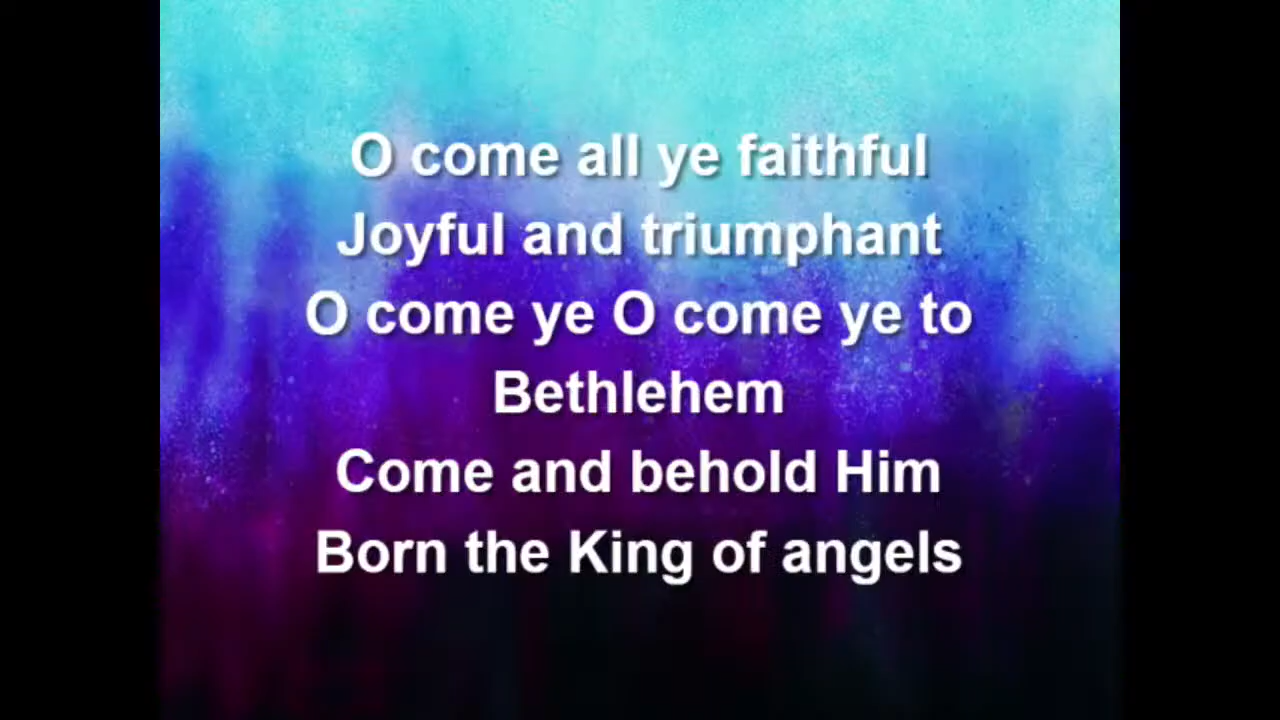 O come all ye faithful
Joyful and triumphant
O come ye O come ye to
Bethlehem
Come and behold Him
Born the King of angels